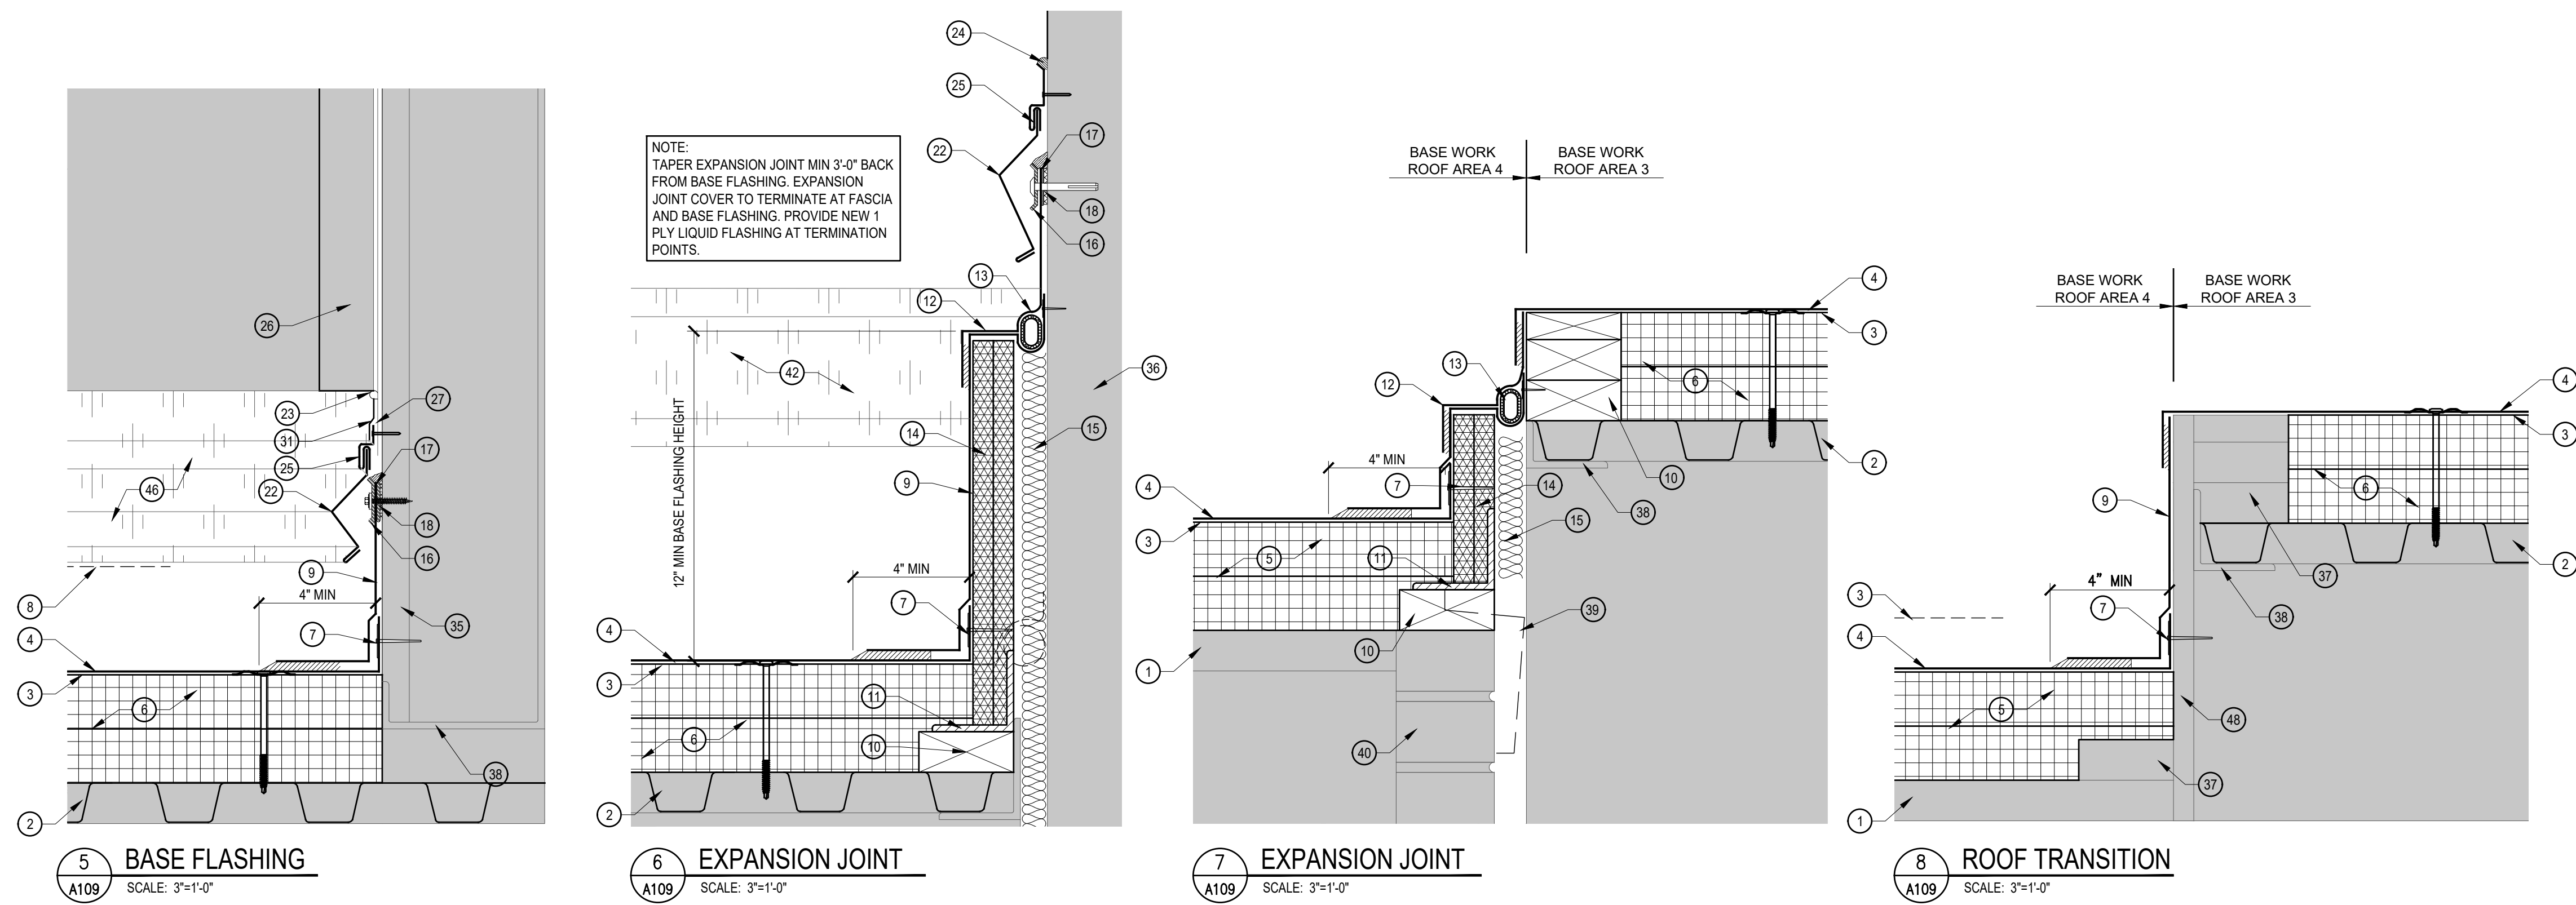 26
23
31
25
22
46
27
17
18
16
9
4" MIN
8
4
7
35
3
6
38
2
5
A109
BASE FLASHING
SCALE: 3"=1'-0"
NOTE:
TAPER EXPANSION JOINT MIN 3'-0" BACK
FROM BASE FLASHING. EXPANSION
JOINT COVER TO TERMINATE AT FASCIA
AND BASE FLASHING. PROVIDE NEW 1
PLY LIQUID FLASHING AT TERMINATION
POINTS.
24
25
22
17
18
16
13
12
42
36
12" MIN BASE FLASHING HEIGHT
14
15
9
4" MIN
7
4
3
11
6
10
2
6
A109
EXPANSION JOINT
SCALE: 3"=1'-0"
BASE WORK
ROOF AREA 4
BASE WORK
ROOF AREA 3
4
3
13
12
6
4" MIN
2
10
7
14
4
38
15
3
5
11
39
10
1
40
7
A109
EXPANSION JOINT
SCALE: 3"=1'-0"
BASE WORK
ROOF AREA 4
BASE WORK
ROOF AREA 3
4
3
6
9
2
37
4" MIN
3
7
38
4
5
48
37
1
8
A109
ROOF TRANSITION
SCALE: 3"=1'-0"